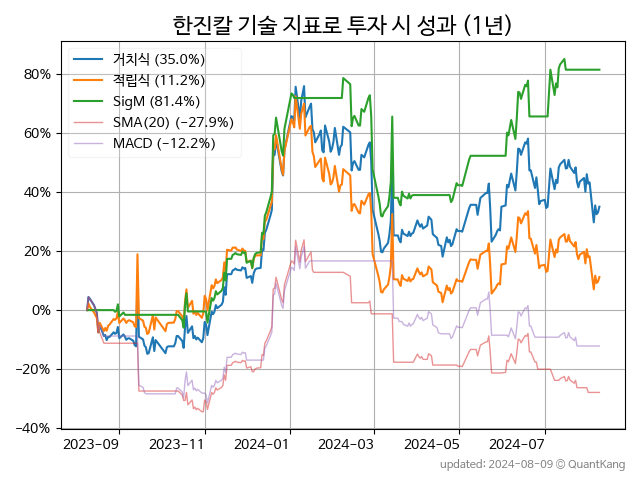 한진칼 기술 지표로 투자 시 성과 (1년)
거치식 (35.0%)
적립식 (11.2%)
SigM (81.4%)
SMA(20) (−27.9%)
MACD (−12.2%)
80%
60%
40%
20%
0%
−20%
−40%
2023-09 2023-11 2024-01 2024-03 2024-05 2024-07
updated: 2024-08-09 © QuantKang